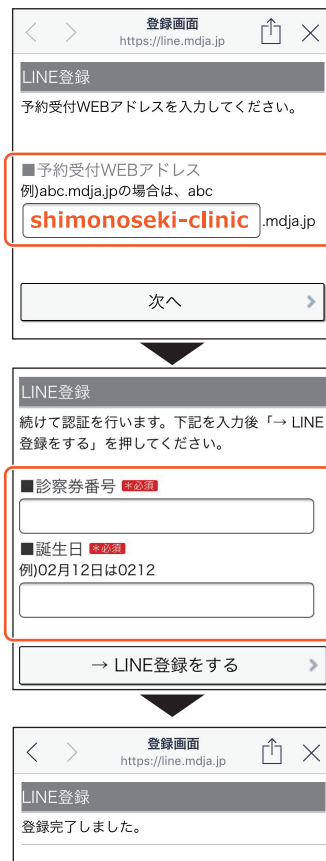 登録画面
https://line.mdja.jp
LINE登録
予約受付WEBアドレスを入力してください。
■予約受付WEBアドレス
例)abc.mdja.jpの場合は、abc
shimonoseki-clinic .mdja.jp
次へ
LINE登録
続けて認証を行います。下記を入力後「→ LINE
登録をする」を押してください。
■診察券番号 *必須
■誕生日 *必須
例)02月12日は0212
→ LINE登録をする
登録画面
https://line.mdja.jp
LINE登録
登録完了しました。